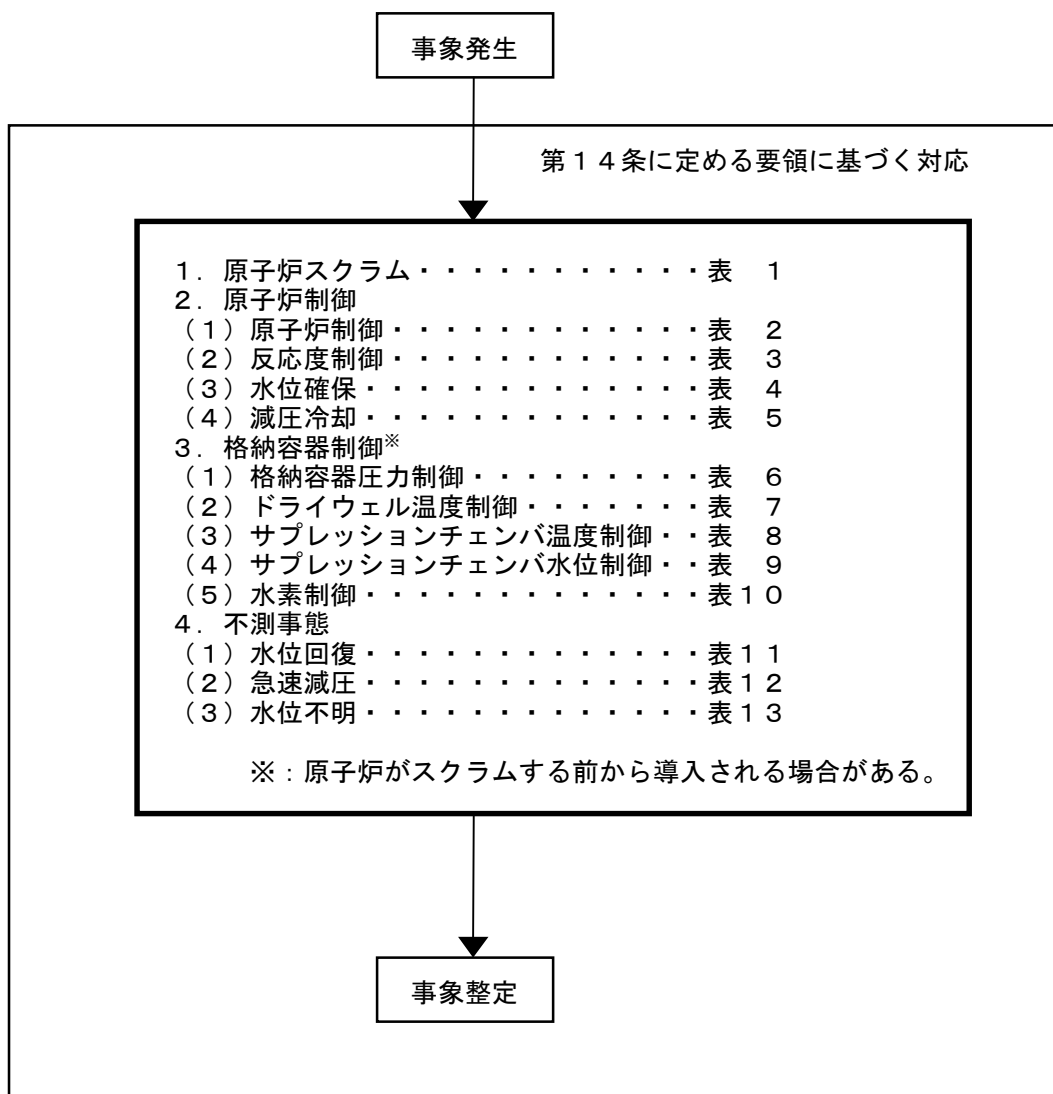 事象発生
第１４条に定める要領に基づく対応
１．原子炉スクラム・・・・・・・・・・・表　１
２．原子炉制御
（１）原子炉制御・・・・・・・・・・・・表　２
（２）反応度制御・・・・・・・・・・・・表　３
（３）水位確保・・・・・・・・・・・・・表　４
（４）減圧冷却・・・・・・・・・・・・・表　５
３．格納容器制御※
（１）格納容器圧力制御・・・・・・・・・表　６
（２）ドライウェル温度制御・・・・・・・表　７
（３）サプレッションチェンバ温度制御・・表　８
（４）サプレッションチェンバ水位制御・・表　９
（５）水素制御・・・・・・・・・・・・・表１０
４．不測事態
（１）水位回復・・・・・・・・・・・・・表１１
（２）急速減圧・・・・・・・・・・・・・表１２
（３）水位不明・・・・・・・・・・・・・表１３
※：原子炉がスクラムする前から導入される場合がある。
事象整定